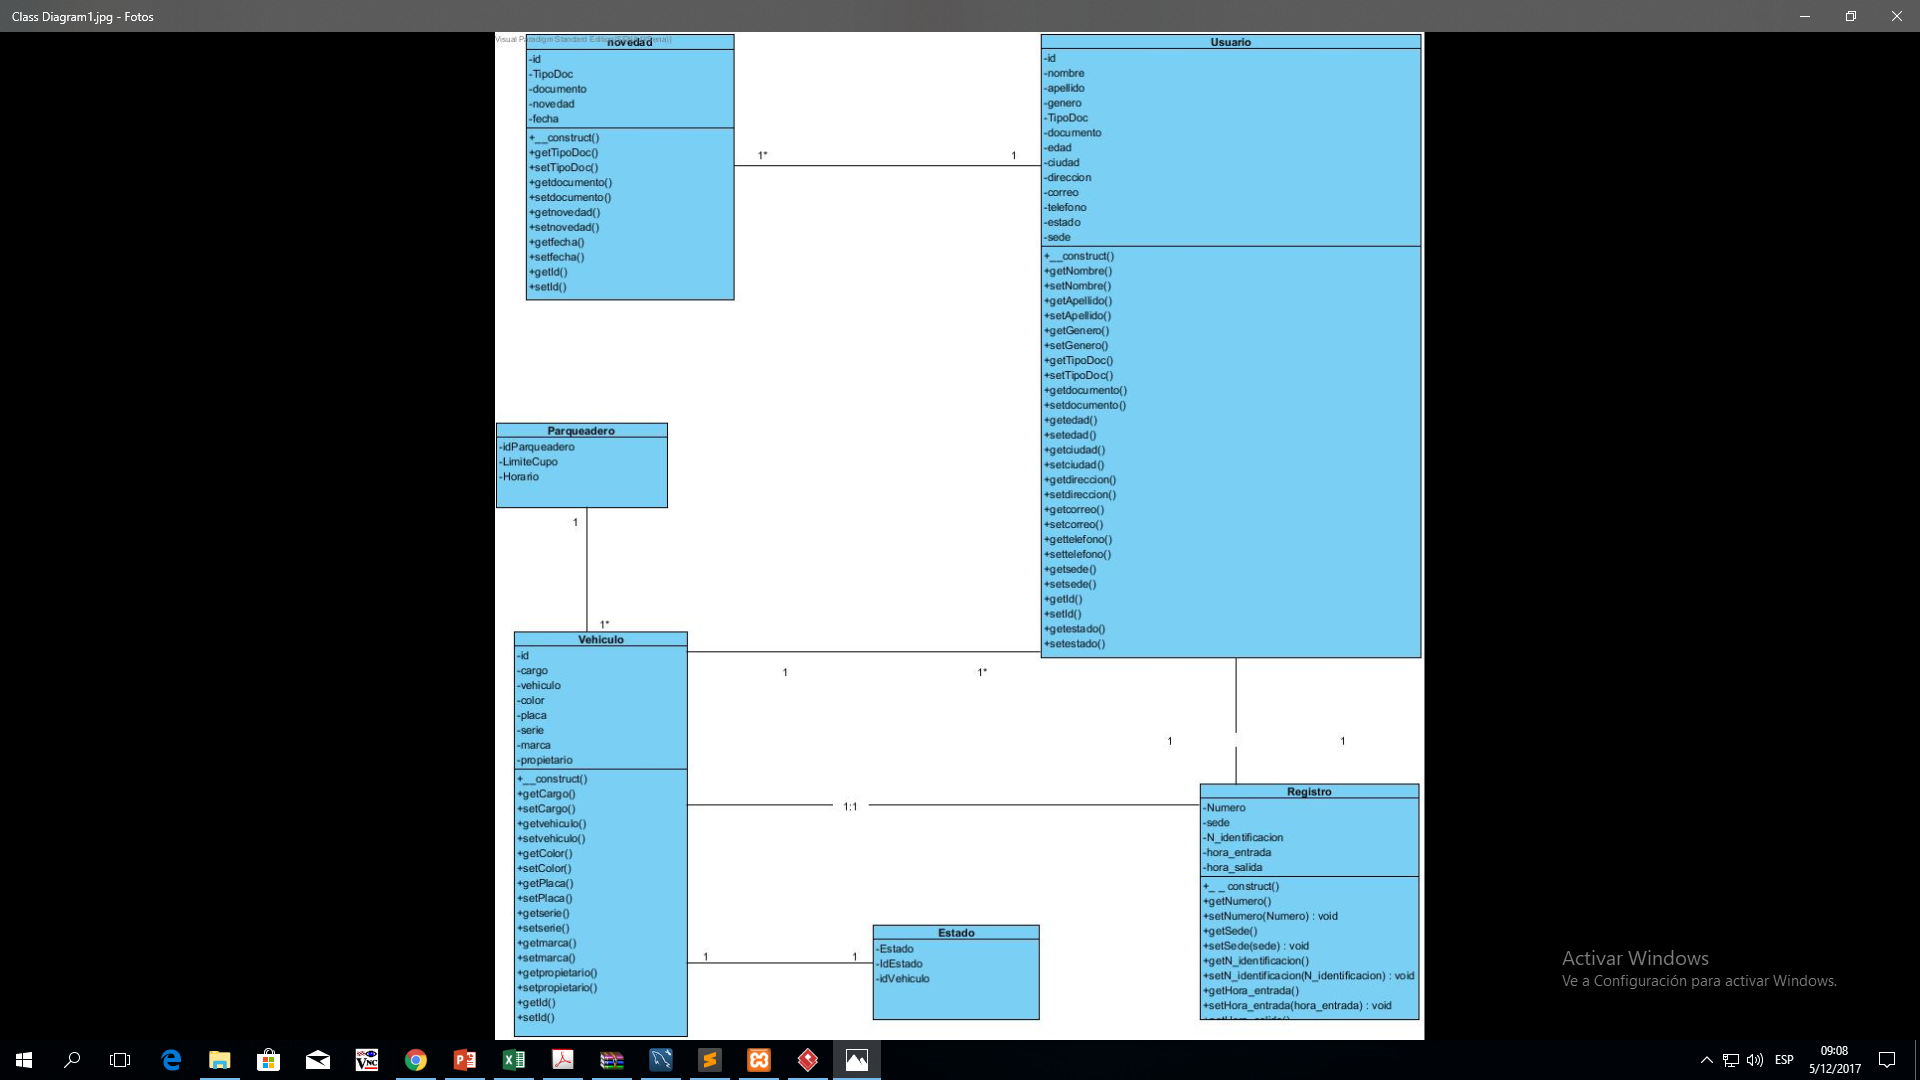 Class Diagram1.jpg - Fotos
Visual Paradigm Standard Edition
novedad
-id
-TipoDoc
-documento
-novedad
-fecha
+__construct()
+getTipoDoc()
+setTipoDoc()
+getdocumento()
+setdocumento()
+getnovedad()
+setnovedad()
+getfecha()
+setfecha()
+getId()
+setId()
1*
1
Usuario
-id
-nombre
-apellido
-genero
-TipoDoc
-documento
-edad
-ciudad
-direccion
-correo
-telefono
-estado
-sede
+__construct()
+getNombre()
+setNombre()
+getApellido()
+setApellido()
+getGenero()
+setGenero()
+getTipoDoc()
+setTipoDoc()
+getdocumento()
+setdocumento()
+getedad()
+setedad()
+getciudad()
+setciudad()
+getdireccion()
+setdireccion()
+getcorreo()
+setcorreo()
+gettelefono()
+settelefono()
+getsede()
+setsede()
+getId()
+setId()
+getestado()
+setestado()
Parqueadero
-idParqueadero
-LimiteCupo
-Horario
1
1*
Vehiculo
-id
-cargo
-vehiculo
-color
-placa
-serie
-marca
-propietario
+__construct()
+getCargo()
+setCargo()
+getvehiculo()
+setvehiculo()
+getColor()
+setColor()
+getPlaca()
+setPlaca()
+getserie()
+setserie()
+getmarca()
+setmarca()
+getpropietario()
+setpropietario()
+getId()
+setId()
1
1*
1
1
1:1
1
1
Estado
-Estado
-IdEstado
-idVehiculo
Registro
-Numero
-sede
-N_identificacion
-hora_entrada
-hora_salida
+_ _ construct()
+getNumero()
+setNumero(Numero) : void
+getSede()
+setSede(sede) : void
+getN_identificacion()
+setN_identificacion(N_identificacion) : void
+getHora_entrada()
+setHora_entrada(hora_entrada) : void
+getHora_salida()
Activar Windows
Ve a Configuración para activar Windows.
ESP
09:08
5/12/2017